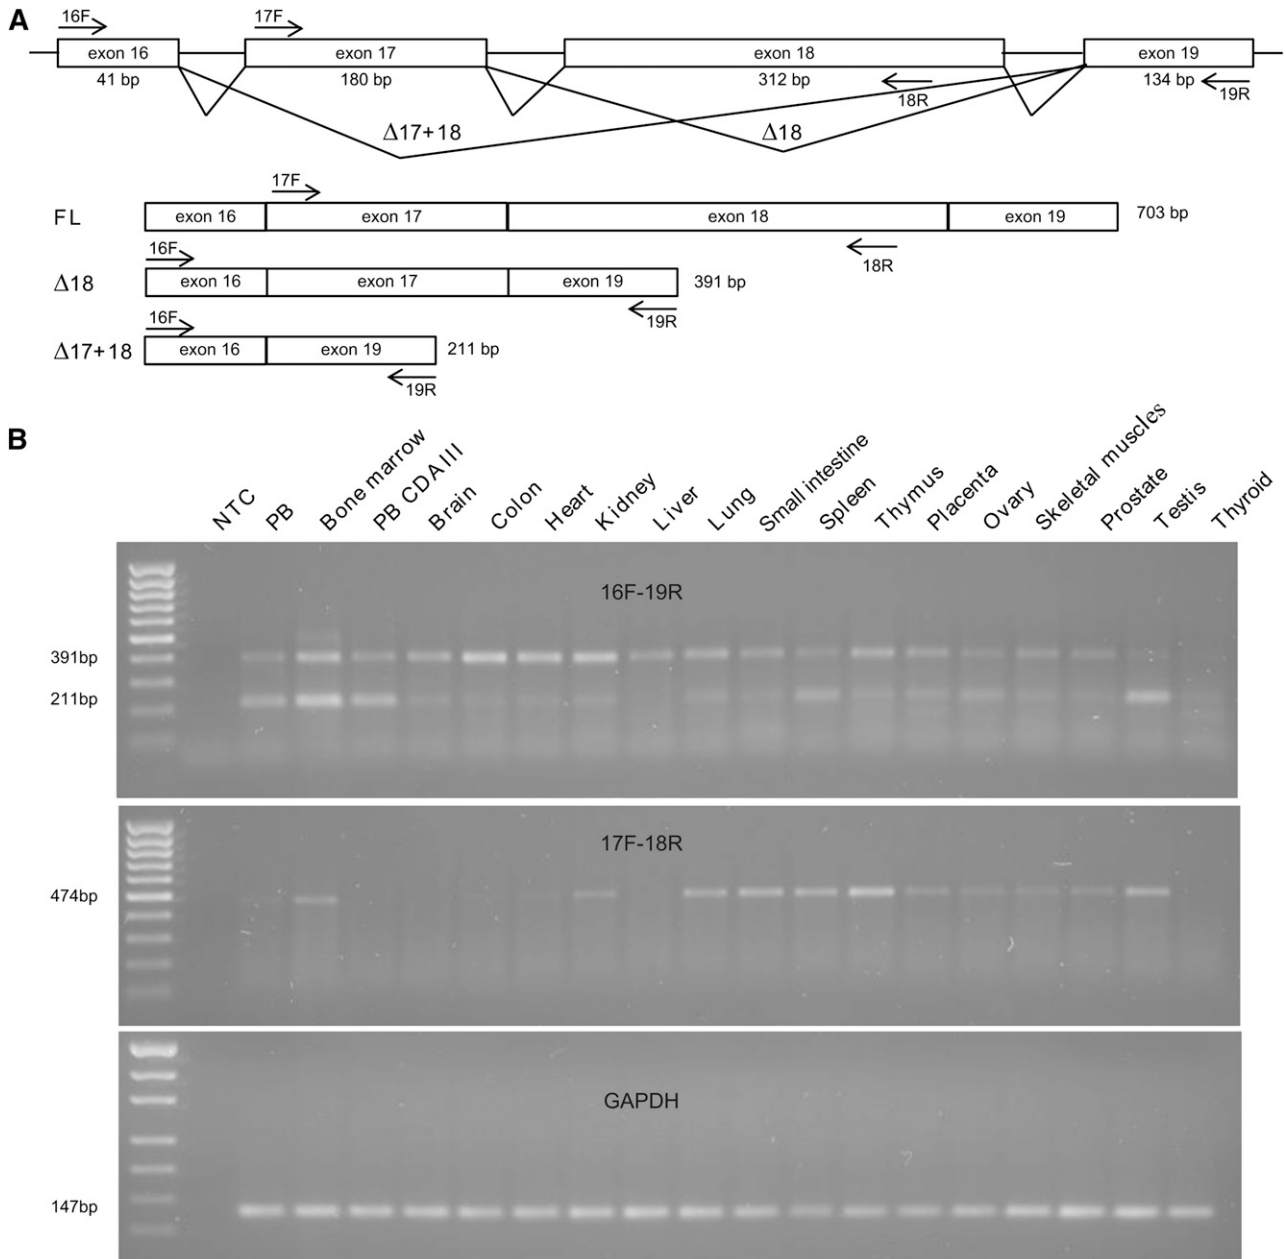 A
16F 17F
exon 16 exon 17 exon 18 exon 19
41 bp 180 bp 312 bp 134 bp
18R 19R
Δ17+18 Δ18
17F
FL exon 16 exon 17 exon 18 exon 19 703 bp
16F 18R
Δ18 exon 16 exon 17 exon 19 391 bp
16F 19R
Δ17+18 exon 16 exon 19 211 bp
19R
B
NTC PB Bone marrow PB CDAIII Brain Colon Heart Kidney Liver Lung Small intestine Spleen Thymus Placenta Ovary Skeletal muscles Prostate Testis Thyroid
16F-19R
391bp
211bp
17F-18R
474bp
GAPDH
147bp